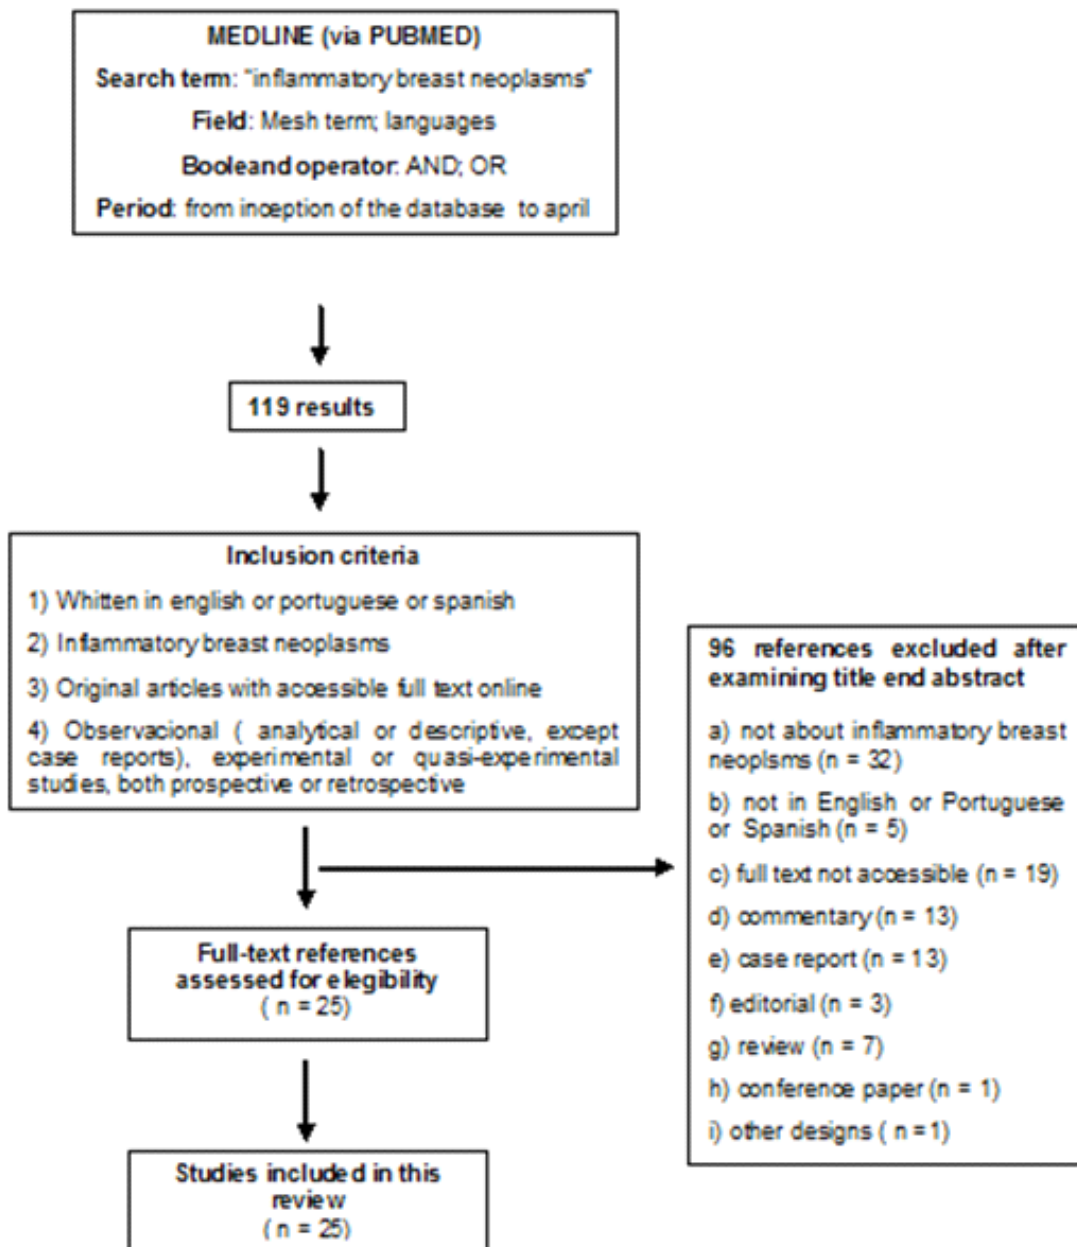 MEDLINE (via PUBMED)
Search term: "inflammatory breast neoplasms"
Field: Mesh term; languages
Booleand operator: AND; OR
Period: from inception of the database to april
119 results
Inclusion criteria
1) Whitten in english or portuguese or spanish
2) Inflammatory breast neoplasms
3) Original articles with accessible full text online
4) Observacional ( analytical or descriptive, except
case reports), experimental or quasi-experimental
studies, both prospective or retrospective
96 references excluded after
examining title end abstract
a) not about inflammatory breast
neoplsms (n = 32)
b) not in English or Portuguese
or Spanish (n = 5)
c) full text not accessible (n = 19)
d) commentary (n = 13)
e) case report (n = 13)
f) editorial (n = 3)
g) review (n = 7)
h) conference paper (n = 1)
i) other designs ( n =1)
Full-text references
assessed for elegibility
( n = 25)
Studies included in this
review
(n = 25)